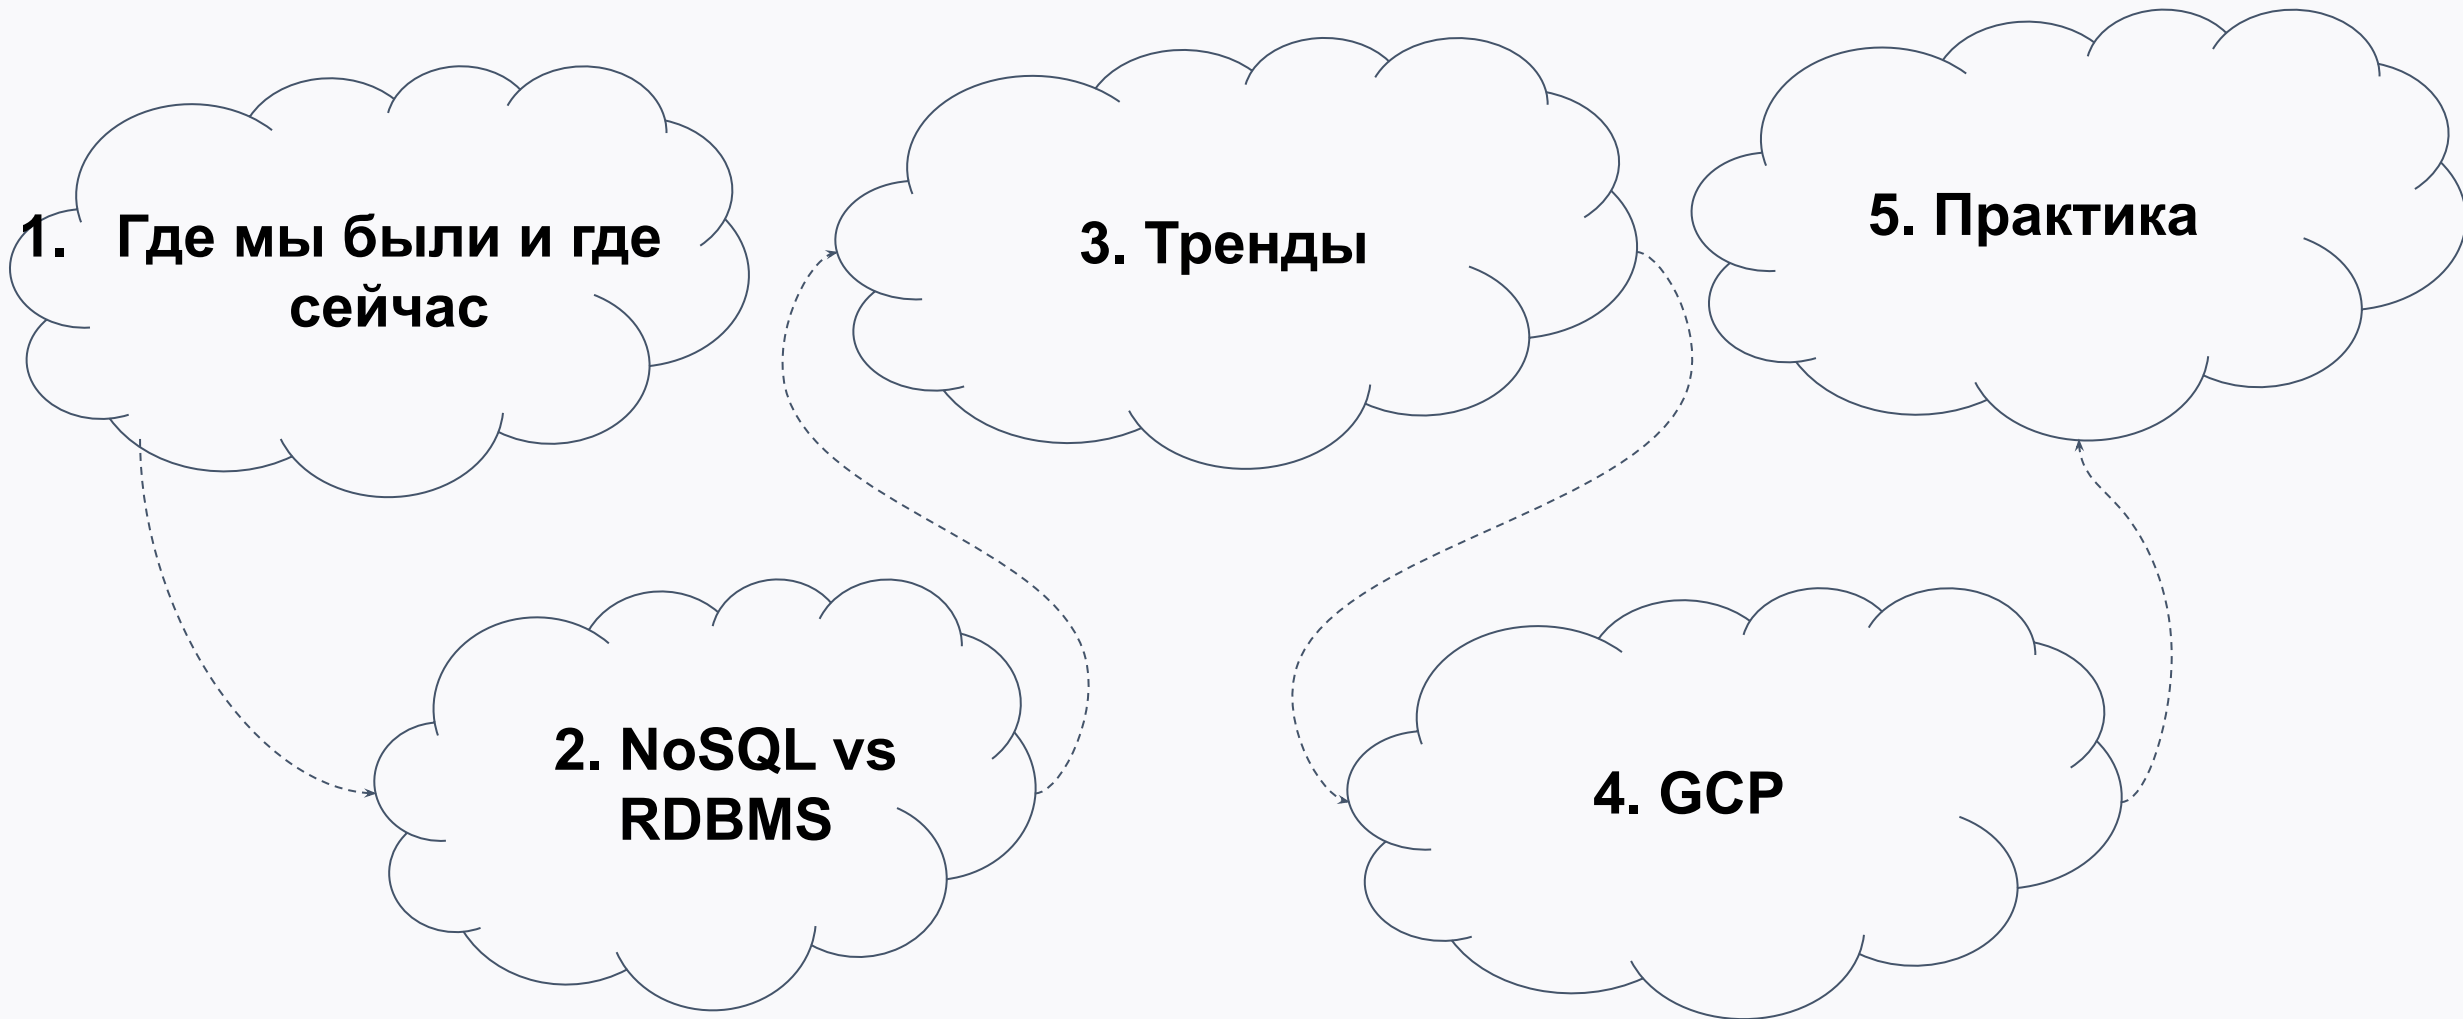 1. Где мы были и где
сейчас
2. NoSQL vs
RDBMS
3. Тренды
4. GCP
5. Практика